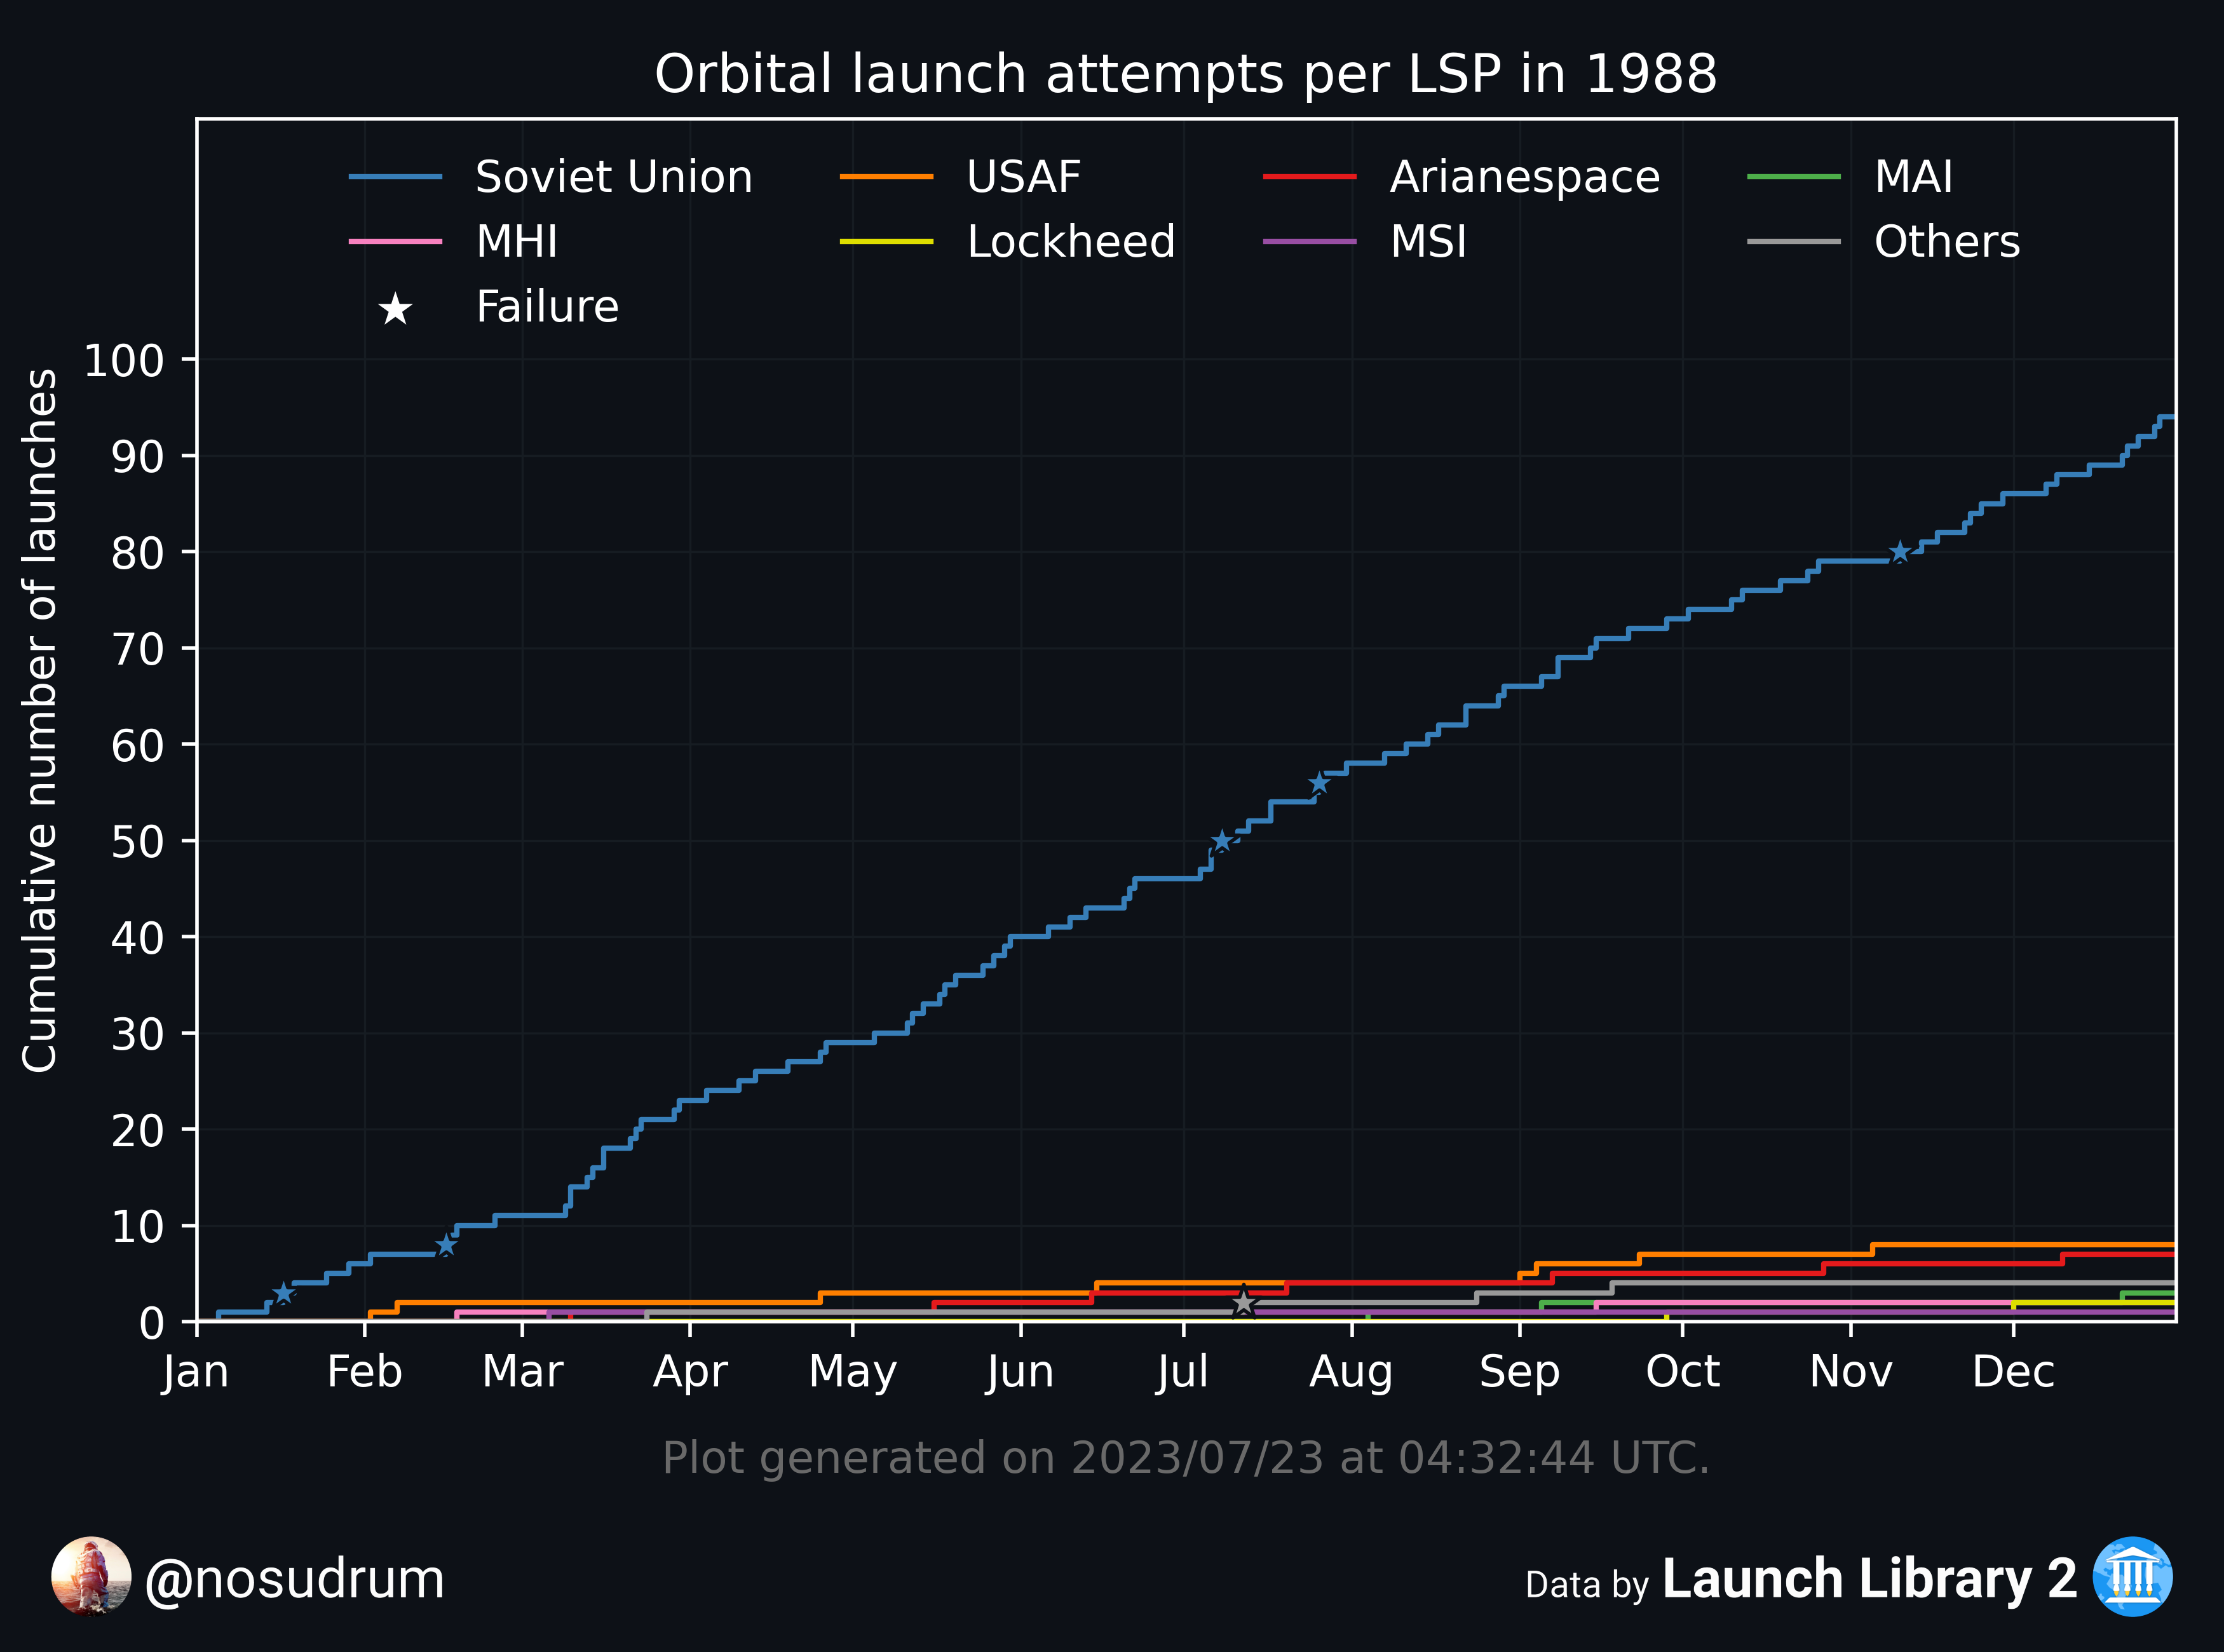 Orbital launch attempts per LSP in 1988
Soviet Union USAF Arianespace MAI
MHI Lockheed MSI Others
Failure
Cumulative number of launches
100
90
80
70
60
50
40
30
20
10
0
Jan Feb Mar Apr May Jun Jul Aug Sep Oct Nov Dec
Plot generated on 2023/07/23 at 04:32:44 UTC.
@nosudrum
Data by Launch Library 2